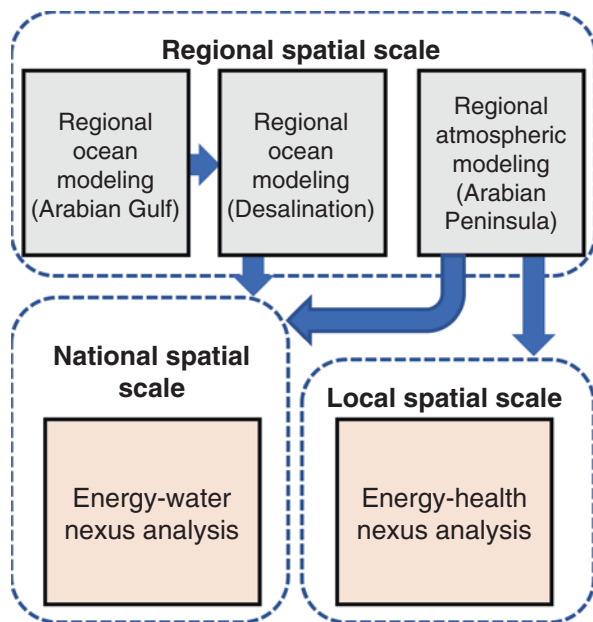 Regional spatial scale
Regional
ocean
modeling
(Arabian Gulf)
Regional
ocean
modeling
(Desalination)
Regional
atmospheric
modeling
(Arabian
Peninsula)
National spatial
scale
Energy-water
nexus analysis
Local spatial scale
Energy-health
nexus analysis